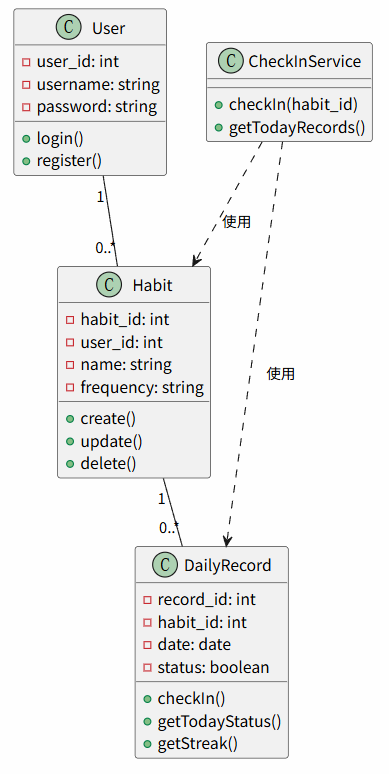 C User
user_id: int
username: string
password: string
login()
register()
C CheckInService
checkIn(habit_id)
getTodayRecords()
1
0..*
使用
使用
C Habit
habit_id: int
user_id: int
name: string
frequency: string
create()
update()
delete()
1
0..*
C DailyRecord
record_id: int
habit_id: int
date: date
status: boolean
checkIn()
getTodayStatus()
getStreak()